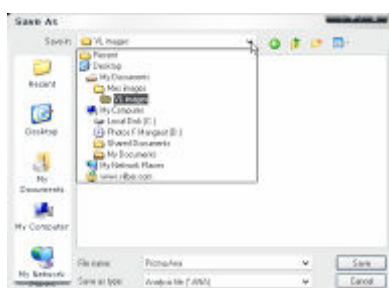 Save As
Save in: VL images
Recent
Desktop
My Documents
Mes images
VL images
My Computer
Local Disk (C:)
Shared Documents
My Documents
My Network Places
Recent
Desktop
My Documents
My Computer
My Network
File name:
Save
Save as type:
Cancel